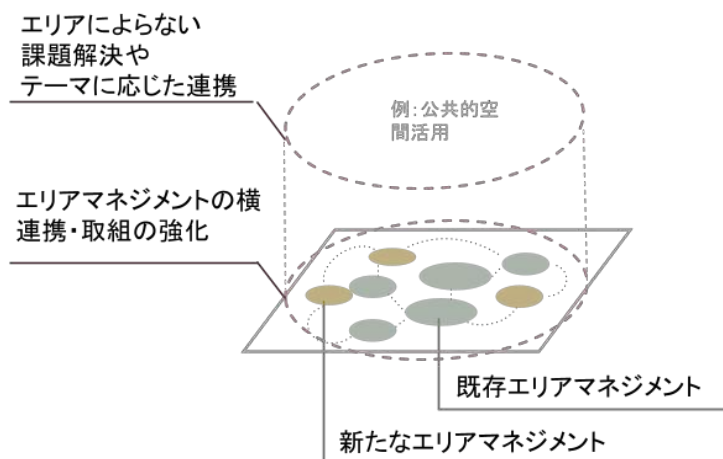 エリアによらない
課題解決や
テーマに応じた連携
例：公共的空
間活用
エリアマネジメントの横
連携・取組の強化
既存エリアマネジメント
新たなエリアマネジメント